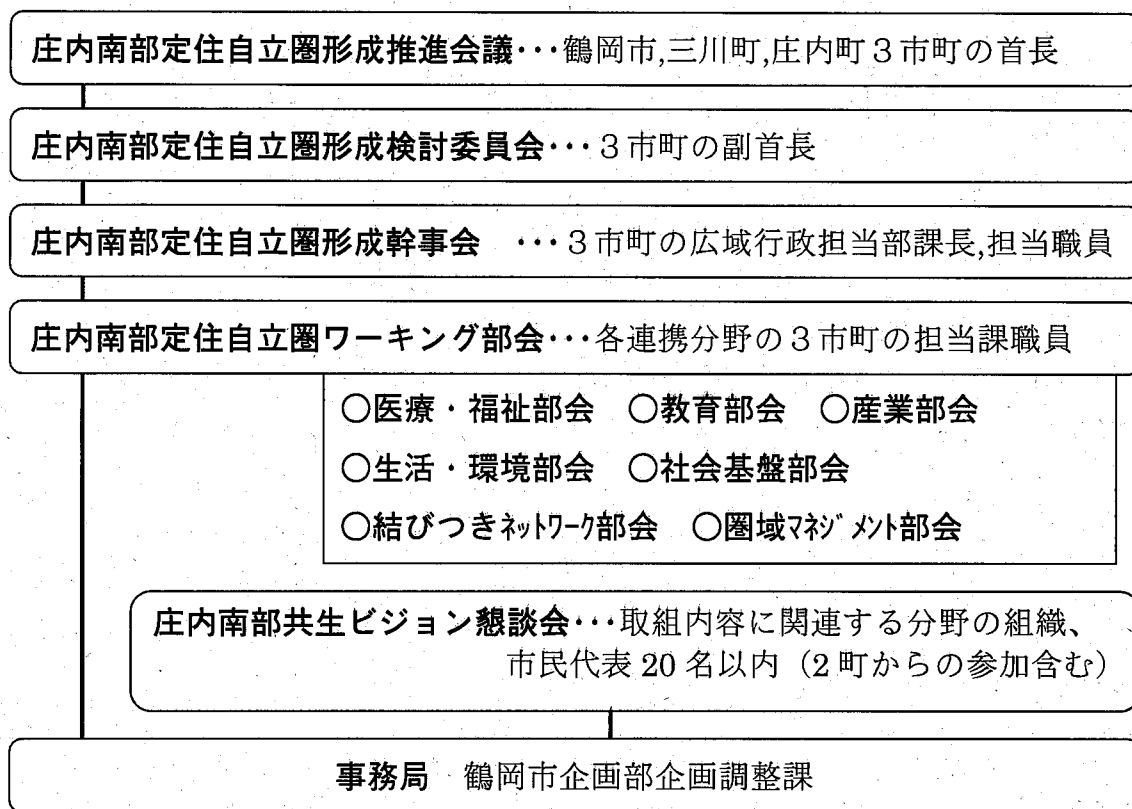 庄内南部定住自立圏形成推進会議･･･鶴岡市,三川町,庄内町3市町の首長
庄内南部定住自立圏形成検討委員会･･･3市町の副首長
庄内南部定住自立圏形成幹事会　･･･3市町の広域行政担当部課長,担当職員
庄内南部定住自立圏ワーキング部会･･･各連携分野の3市町の担当課職員
○医療・福祉部会　○教育部会　○産業部会
○生活・環境部会　○社会基盤部会
○結びつきﾈｯﾄﾜｰｸ部会　○圏域ﾏﾈｼﾞﾒﾝﾄ部会
庄内南部共生ビジョン懇談会･･･取組内容に関連する分野の組織、
市民代表20名以内（2町からの参加含む）
事務局　鶴岡市企画部企画調整課